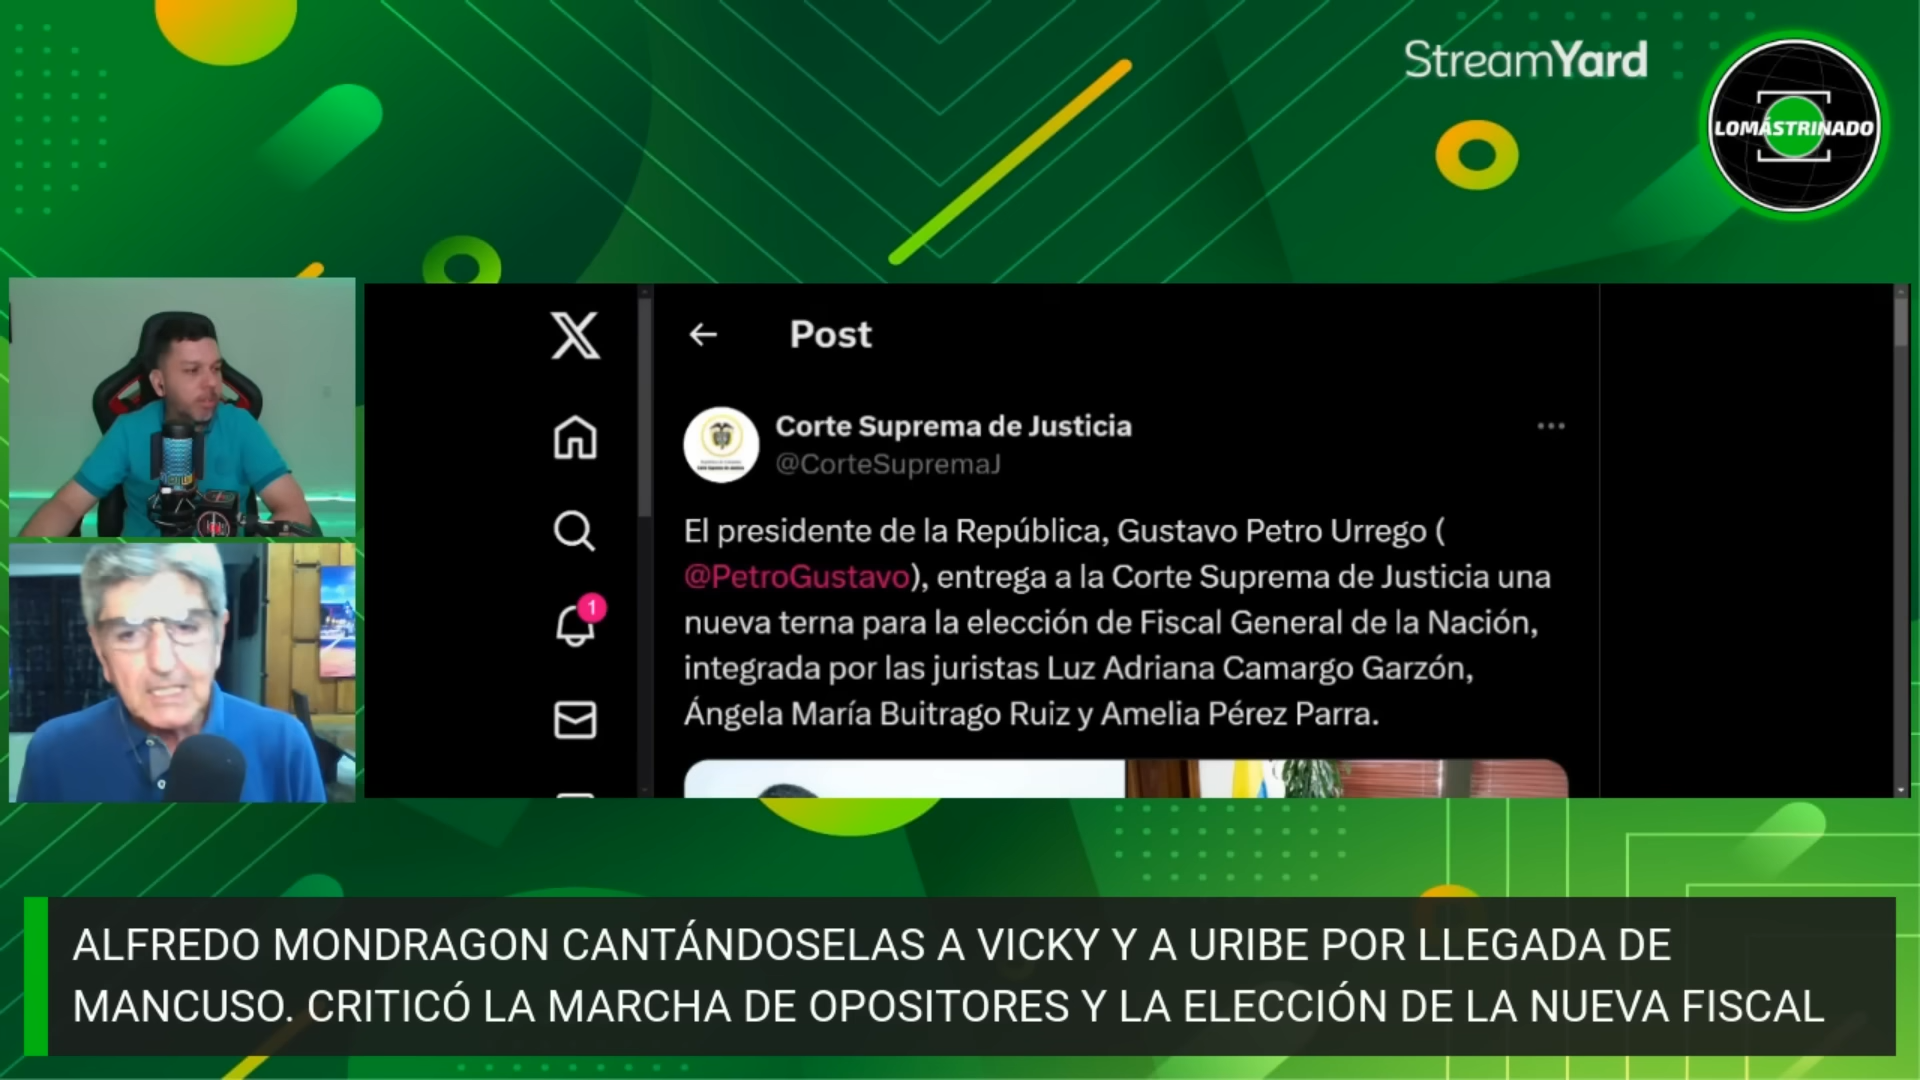 StreamYard
LOMÁSTRINADO
Post
Corte Suprema de Justicia
@CorteSupremaJ
El presidente de la República, Gustavo Petro Urrego (
@PetroGustavo), entrega a la Corte Suprema de Justicia una
nueva terna para la elección de Fiscal General de la Nación,
integrada por las juristas Luz Adriana Camargo Garzón,
Ángela María Buitrago Ruiz y Amelia Pérez Parra.
1
ALFREDO MONDRAGON CANTÁNDOSELAS A VICKY Y A URIBE POR LLEGADA DE
MANCUSO. CRITICÓ LA MARCHA DE OPOSITORES Y LA ELECCIÓN DE LA NUEVA FISCAL